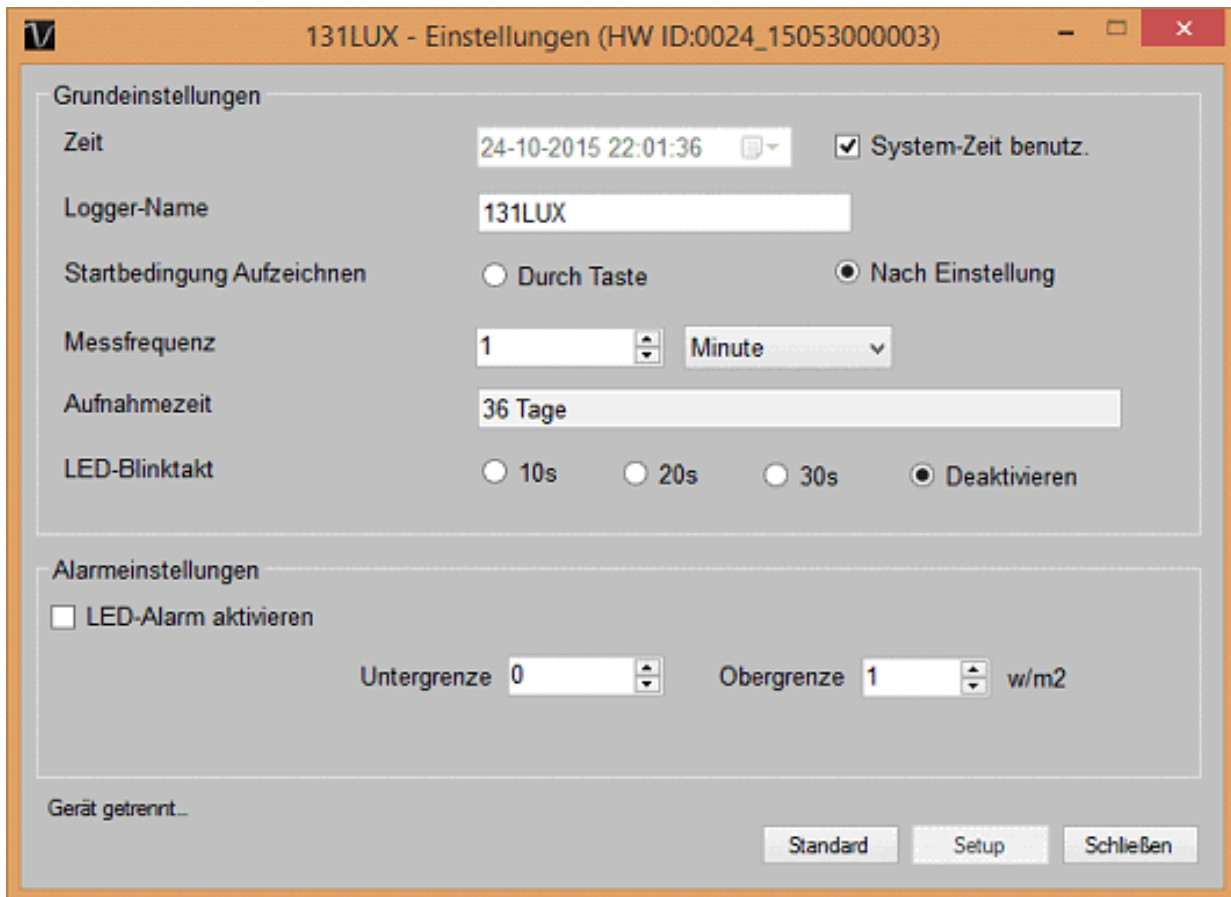 131LUX - Einstellungen (HW ID:0024_15053000003)
Grundeinstellungen
Zeit 24-10-2015 22:01:36 System-Zeit benutz.
Logger-Name 131LUX
Startbedingung Aufzeichnen Durch Taste Nach Einstellung
Messfrequenz 1 Minute
Aufnahmezeit 36 Tage
LED-Blinktakt 10s 20s 30s Deaktivieren
Alarmeinstellungen
LED-Alarm aktivieren
Untergrenze 0 Obergrenze 1 w/m2
Gerät getrennt...
Standard Setup Schließen